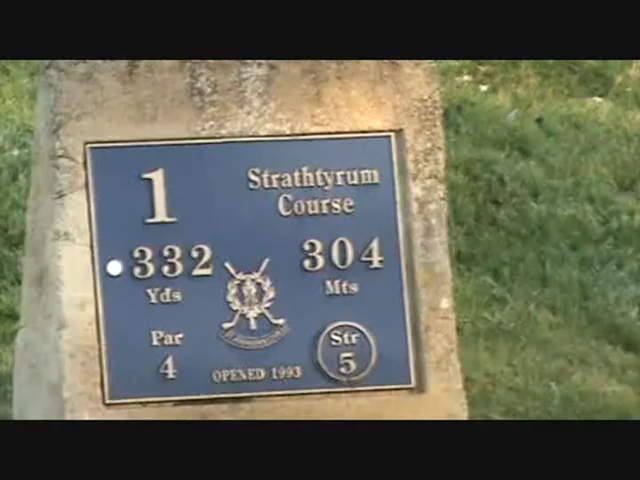 1
Strathtyrum
Course
332
304
Yds
Mts
Par
4
Str
5
OPENED 1993